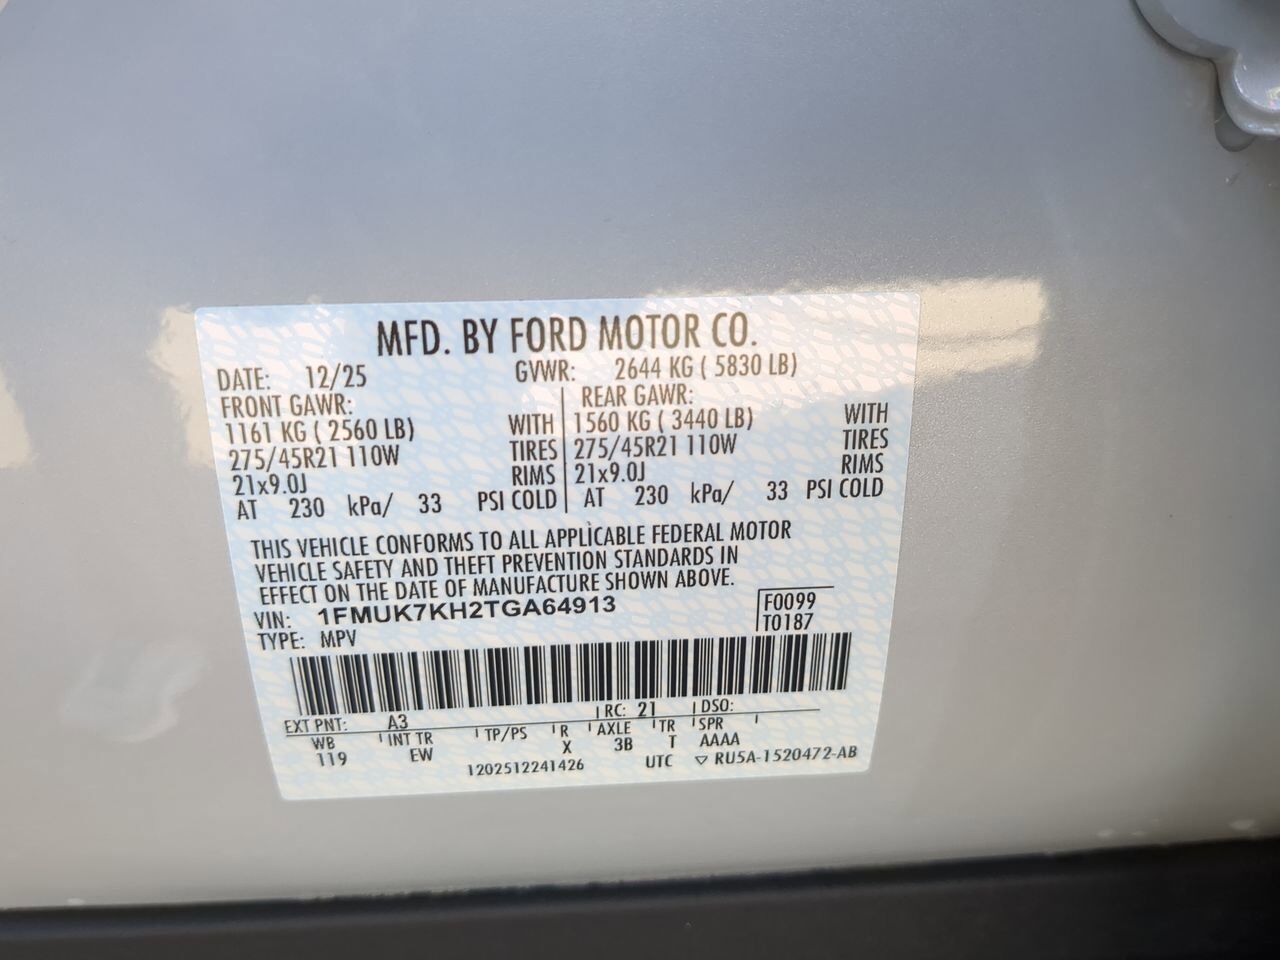 MFD. BY FORD MOTOR CO.
DATE: 12/25 GVWR: 2644 KG ( 5830 LB)
FRONT GAWR: REAR GAWR:
1161 KG ( 2560 LB) WITH 1560 KG ( 3440 LB) WITH
275/45R21 110W TIRES 275/45R21 110W TIRES
21x9.0J RIMS 21x9.0J RIMS
AT 230 kPa/ 33 PSI COLD AT 230 kPa/ 33 PSI COLD
THIS VEHICLE CONFORMS TO ALL APPLICABLE FEDERAL MOTOR
VEHICLE SAFETY AND THEFT PREVENTION STANDARDS IN
EFFECT ON THE DATE OF MANUFACTURE SHOWN ABOVE.
VIN: 1FMUK7KH2TGA64913 F0099
TYPE: MPV T0187
EXT PNT: A3 RC: 21 DSO:
WB INT TR TP/PS R AXLE TR SPR
119 EW X 3B T AAAA
1202512241426 UTC ▽ RU5A-1520472-AB